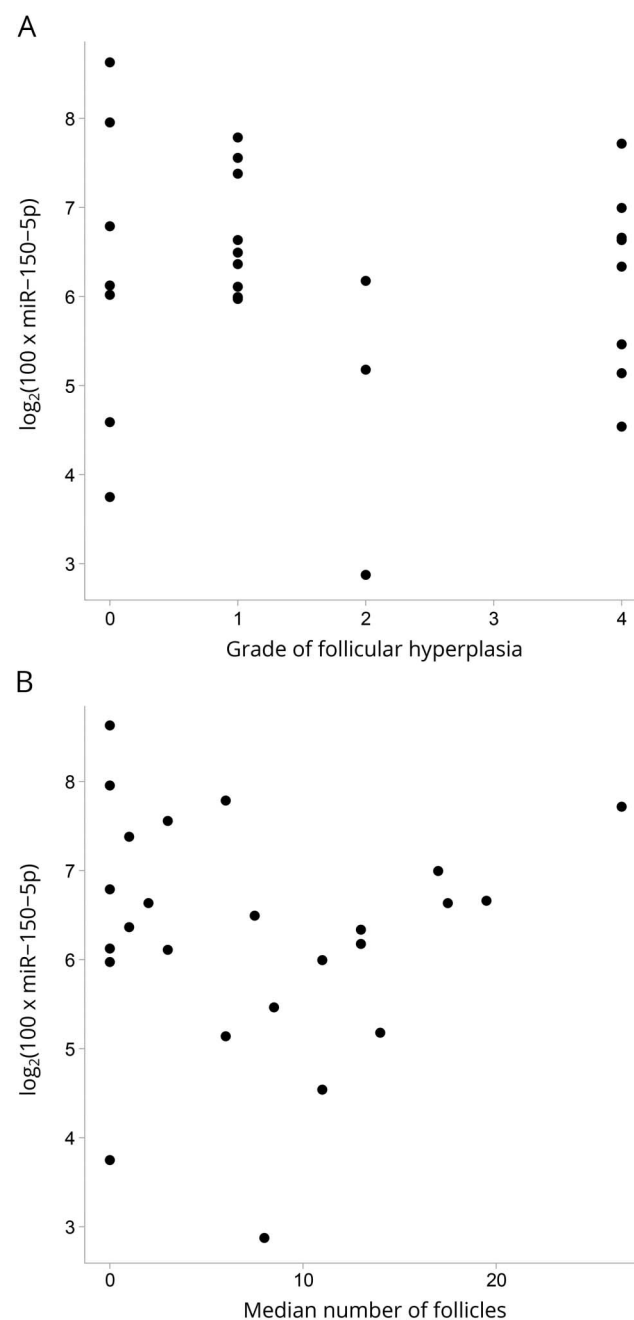 A
8
7
6
5
4
3
log₂(100 x miR−150−5p)
0 1 2 3 4
Grade of follicular hyperplasia
B
8
7
6
5
4
3
log₂(100 x miR−150−5p)
0 10 20
Median number of follicles